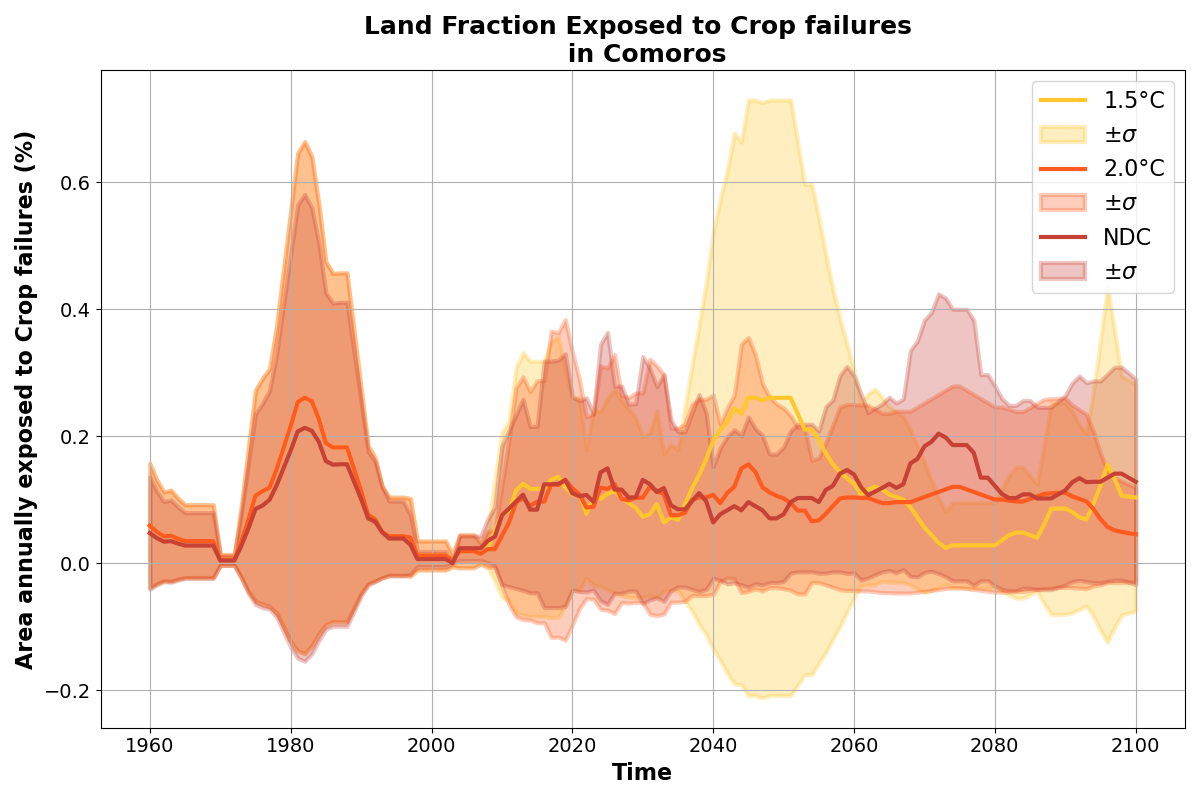 Land Fraction Exposed to Crop failures
in Comoros
Area annually exposed to Crop failures (%)
0.6
0.4
0.2
0.0
−0.2
1960
1980
2000
2020
2040
2060
2080
2100
Time
1.5°C
±σ
2.0°C
±σ
NDC
±σ